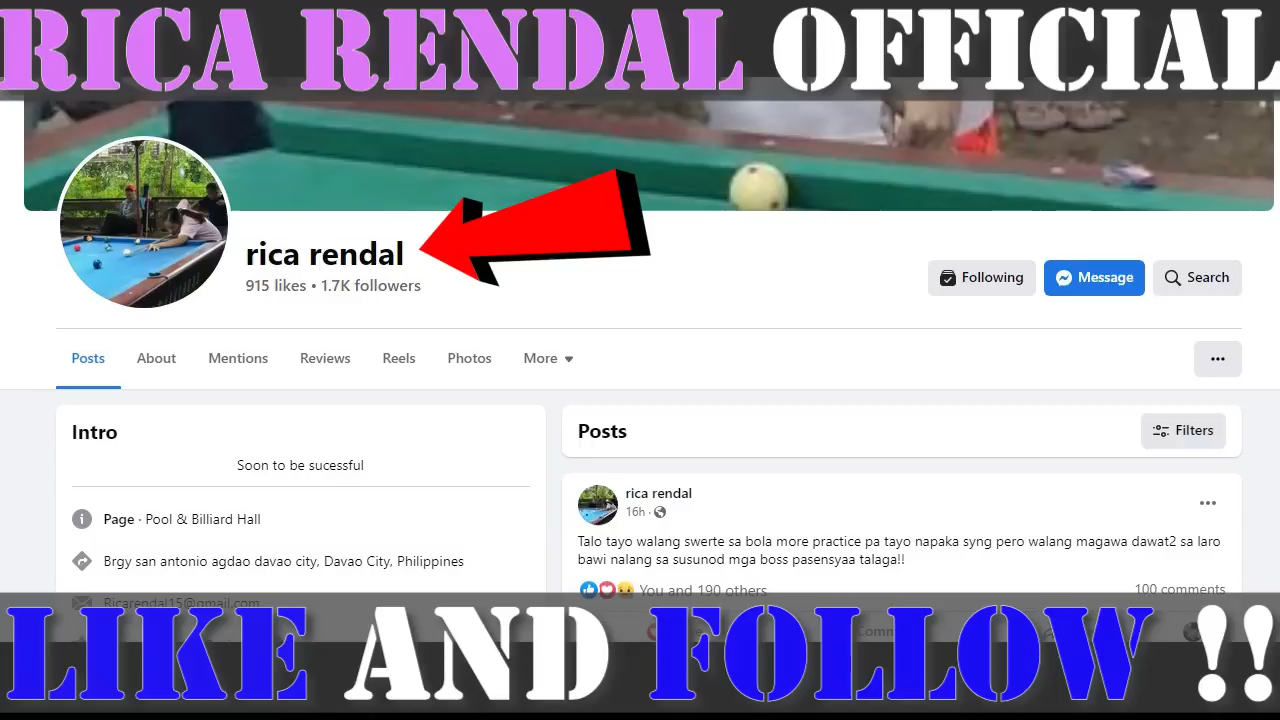 RICA RENDAL OFFICIAL
rica rendal
915 likes • 1.7K followers
Following
Message
Search
Posts
About
Mentions
Reviews
Reels
Photos
More
Intro
Soon to be sucessful
Page · Pool & Billiard Hall
Brgy san antonio agdao davao city, Davao City, Philippines
Ricarendal15@gmail.com
Posts
Filters
rica rendal
16h ·
Talo tayo walang swerte sa bola more practice pa tayo napaka syng pero walang magawa dawat2 sa laro
bawi nalang sa susunod mga boss pasensyaa talaga!!
You and 190 others
100 comments
LIKE AND FOLLOW !!